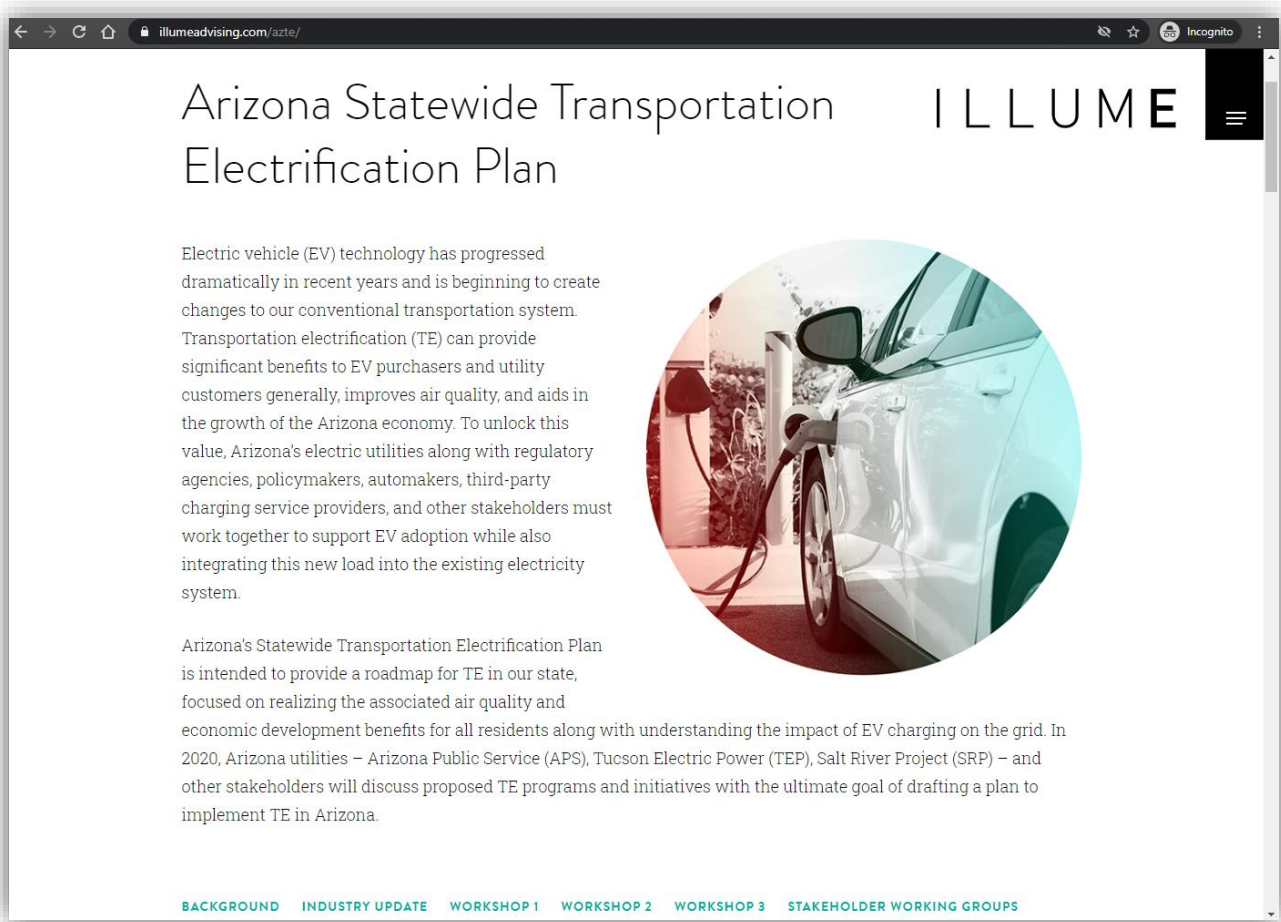 illumeadvising.com/azte/
Incognito
Arizona Statewide Transportation
Electrification Plan
ILLUME
Electric vehicle (EV) technology has progressed
dramatically in recent years and is beginning to create
changes to our conventional transportation system.
Transportation electrification (TE) can provide
significant benefits to EV purchasers and utility
customers generally, improves air quality, and aids in
the growth of the Arizona economy. To unlock this
value, Arizona's electric utilities along with regulatory
agencies, policymakers, automakers, third-party
charging service providers, and other stakeholders must
work together to support EV adoption while also
integrating this new load into the existing electricity
system.
Arizona's Statewide Transportation Electrification Plan
is intended to provide a roadmap for TE in our state,
focused on realizing the associated air quality and
economic development benefits for all residents along with understanding the impact of EV charging on the grid. In
2020, Arizona utilities – Arizona Public Service (APS), Tucson Electric Power (TEP), Salt River Project (SRP) – and
other stakeholders will discuss proposed TE programs and initiatives with the ultimate goal of drafting a plan to
implement TE in Arizona.
BACKGROUND INDUSTRY UPDATE WORKSHOP 1 WORKSHOP 2 WORKSHOP 3 STAKEHOLDER WORKING GROUPS